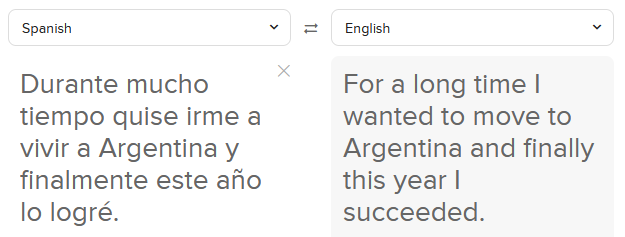 Spanish
English
Durante mucho
tiempo quise irme a
vivir a Argentina y
finalmente este año
lo logré.
For a long time I
wanted to move to
Argentina and finally
this year I
succeeded.